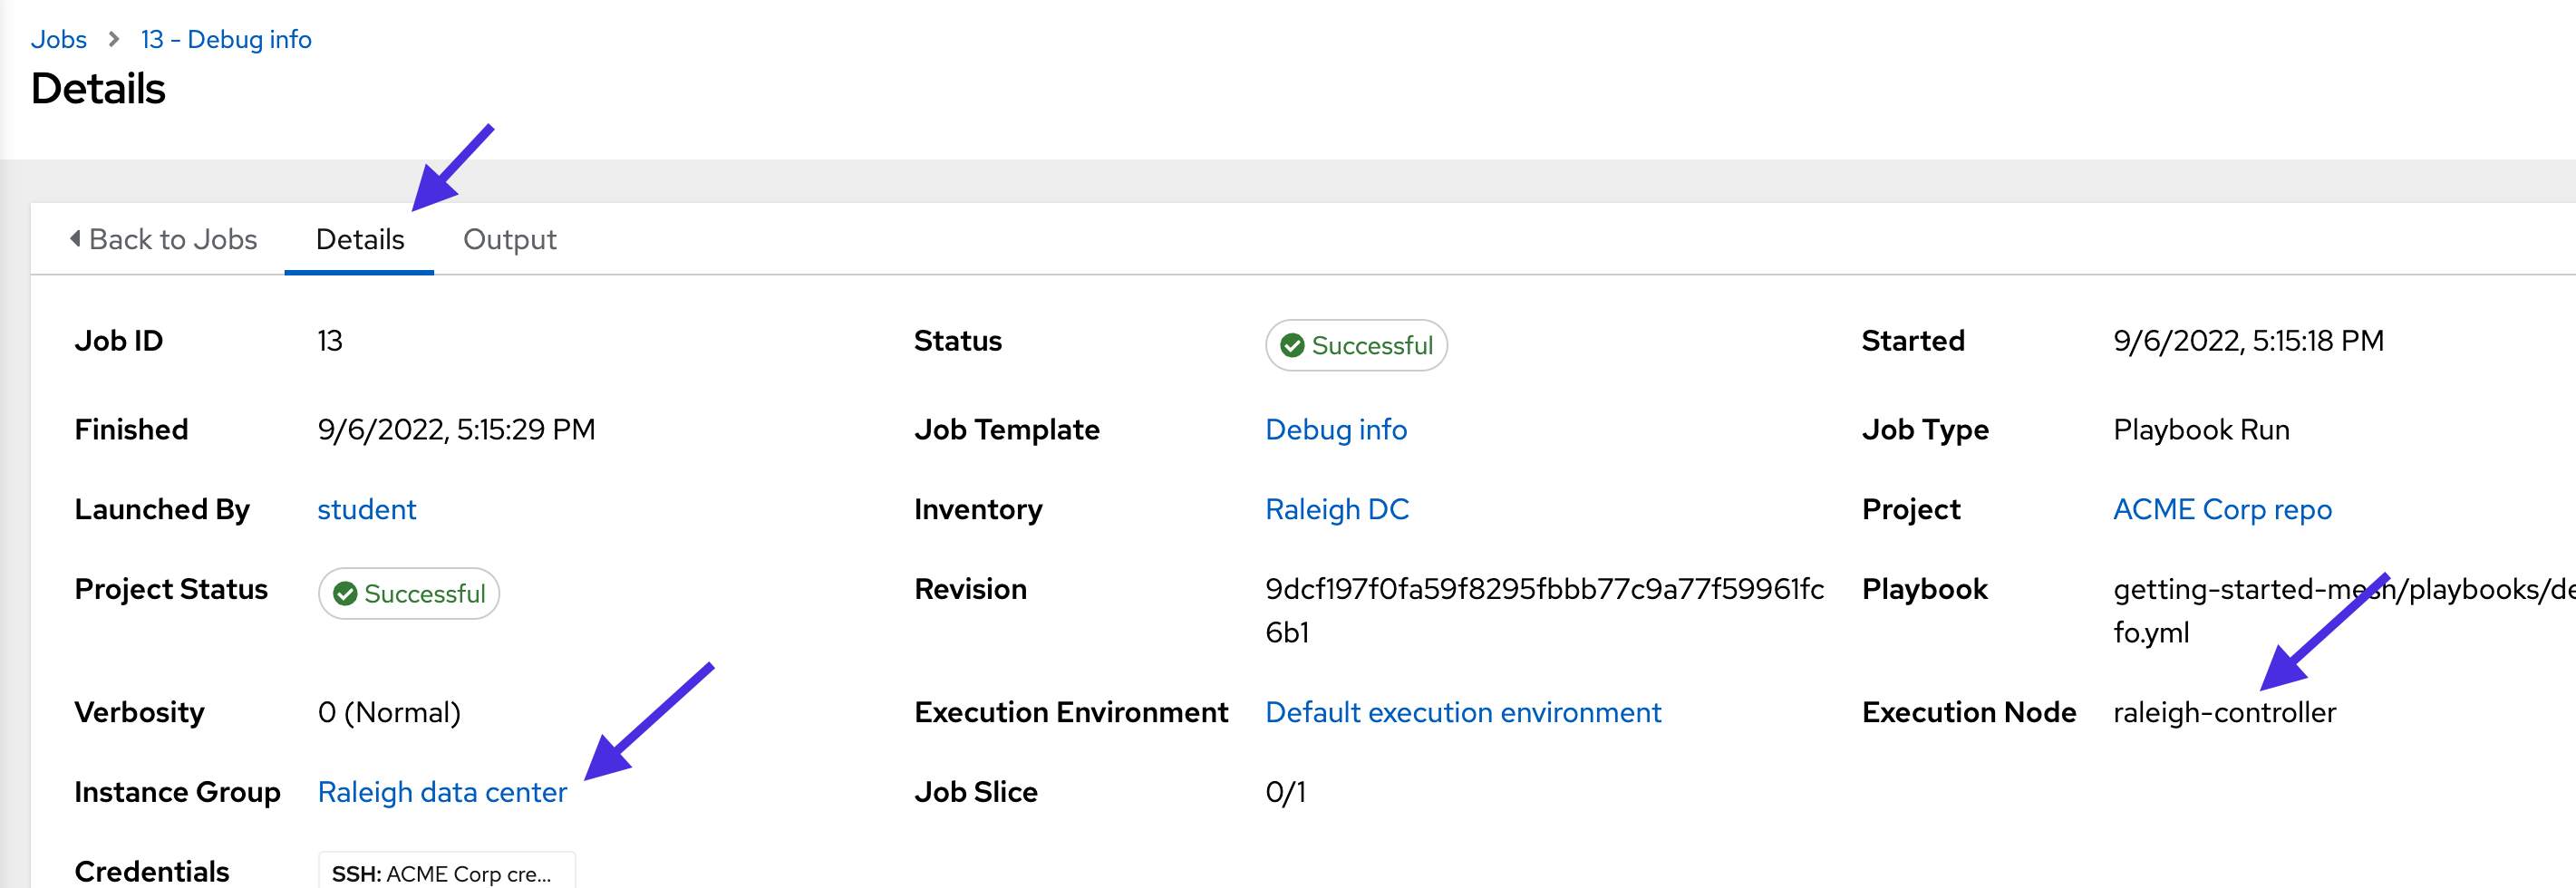 Jobs > 13 - Debug info
Details
Back to Jobs Details Output
Job ID 13 Status Successful Started 9/6/2022, 5:15:18 PM
Finished 9/6/2022, 5:15:29 PM Job Template Debug info Job Type Playbook Run
Launched By student Inventory Raleigh DC Project ACME Corp repo
Project Status Successful Revision 9dcf197f0fa59f8295fbbb77c9a77f59961fc Playbook getting-started-mesh/playbooks/de
6b1 fo.yml
Verbosity 0 (Normal) Execution Environment Default execution environment Execution Node raleigh-controller
Instance Group Raleigh data center Job Slice 0/1
Credentials SSH: ACME Corp cre...